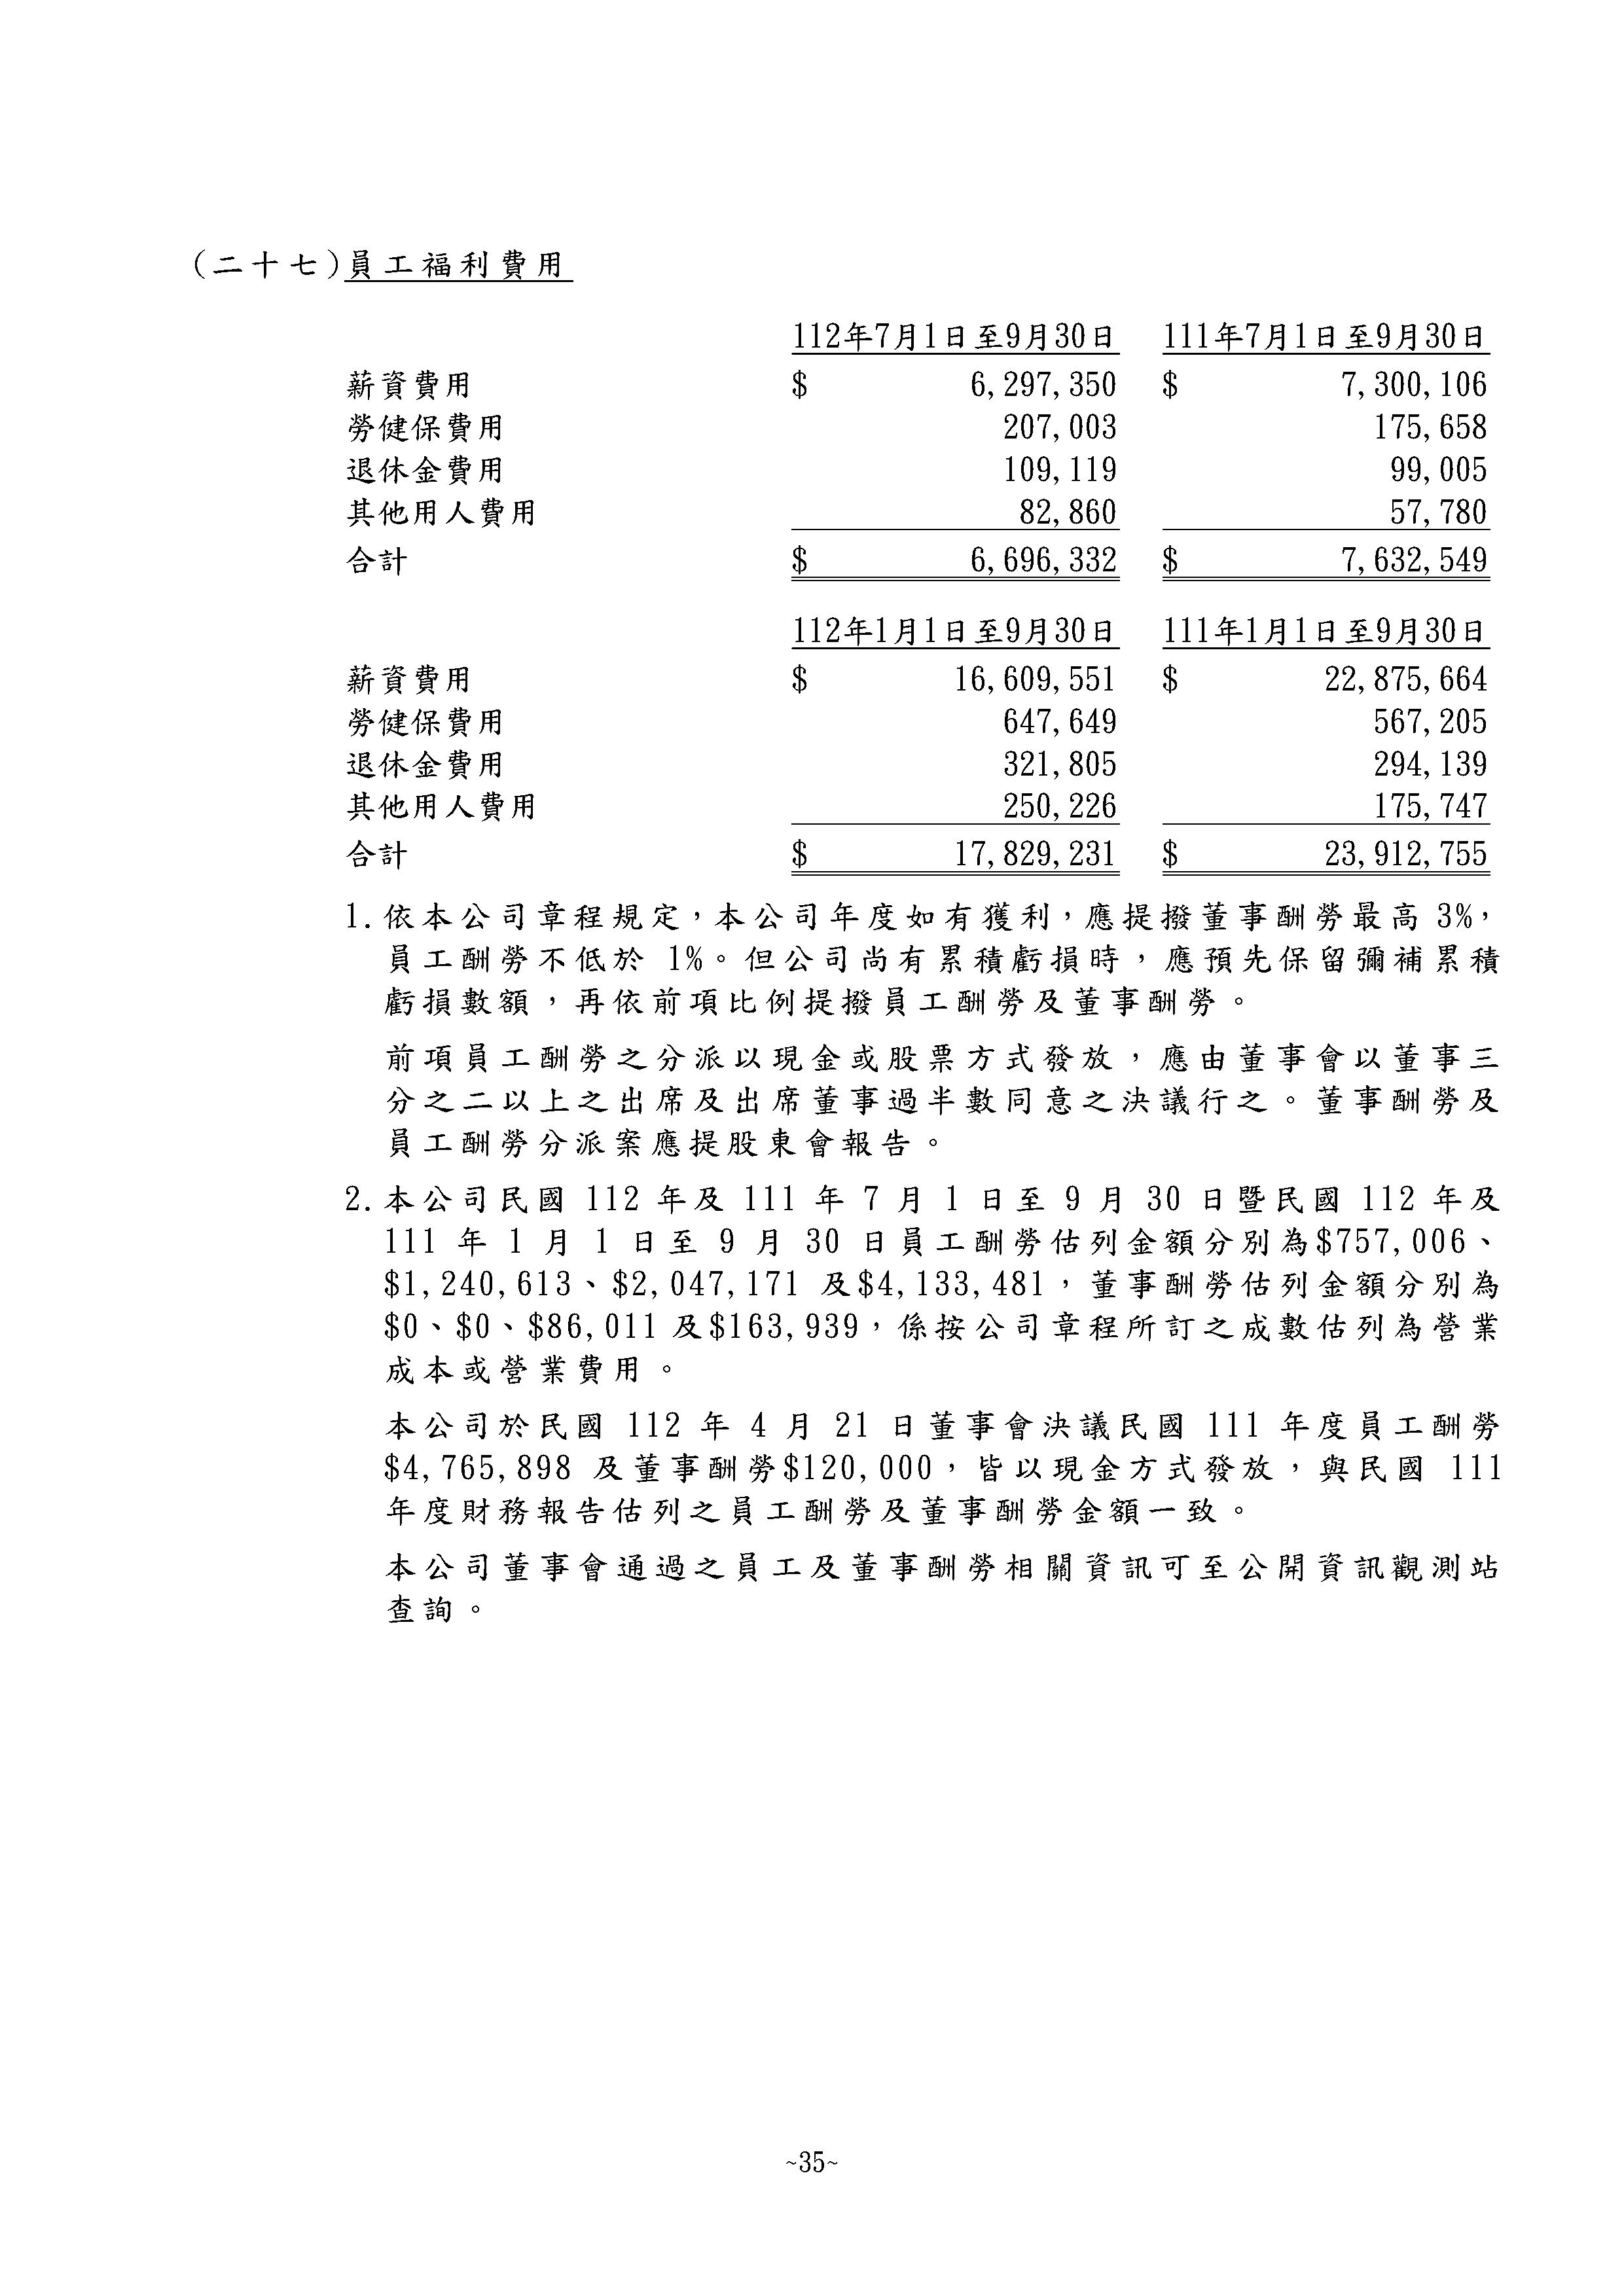 (二十七)員工福利費用
112年7月1日至9月30日 111年7月1日至9月30日
薪資費用 $ 6,297,350 $ 7,300,106
勞健保費用 207,003 175,658
退休金費用 109,119 99,005
其他用人費用 82,860 57,780
合計 $ 6,696,332 $ 7,632,549
112年1月1日至9月30日 111年1月1日至9月30日
薪資費用 $ 16,609,551 $ 22,875,664
勞健保費用 647,649 567,205
退休金費用 321,805 294,139
其他用人費用 250,226 175,747
合計 $ 17,829,231 $ 23,912,755
1.依本公司章程規定,本公司年度如有獲利,應提撥董事酬勞最高 3%,
員工酬勞不低於 1%。但公司尚有累積虧損時,應預先保留彌補累積
虧損數額,再依前項比例提撥員工酬勞及董事酬勞。
前項員工酬勞之分派以現金或股票方式發放,應由董事會以董事三
分之二以上之出席及出席董事過半數同意之決議行之。董事酬勞及
員工酬勞分派案應提股東會報告。
2.本公司民國 112 年及 111 年 7 月 1 日至 9 月 30 日暨民國 112 年及
111 年 1 月 1 日至 9 月 30 日員工酬勞估列金額分別為$757,006、
$1,240,613、$2,047,171 及$4,133,481,董事酬勞估列金額分別為
$0、$0、$86,011 及$163,939,係按公司章程所訂之成數估列為營業
成本或營業費用。
本公司於民國 112 年 4 月 21 日董事會決議民國 111 年度員工酬勞
$4,765,898 及董事酬勞$120,000,皆以現金方式發放,與民國 111
年度財務報告估列之員工酬勞及董事酬勞金額一致。
本公司董事會通過之員工及董事酬勞相關資訊可至公開資訊觀測站
查詢。
~35~